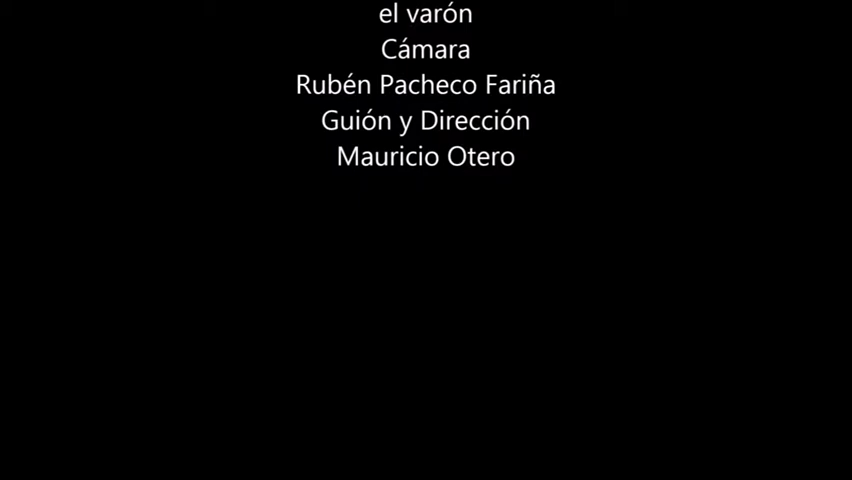 el varón
Cámara
Rubén Pacheco Fariña
Guión y Dirección
Mauricio Otero